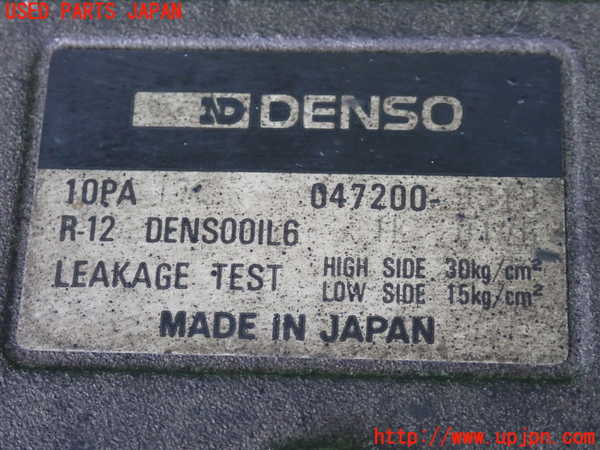 USED PARTS JAPAN
ND DENSO
10PA 047200-
R-12 DENSOOIL6
LEAKAGE TEST HIGH SIDE 30kg/cm²
LOW SIDE 15kg/cm²
MADE IN JAPAN
http://www.upjpn.com/